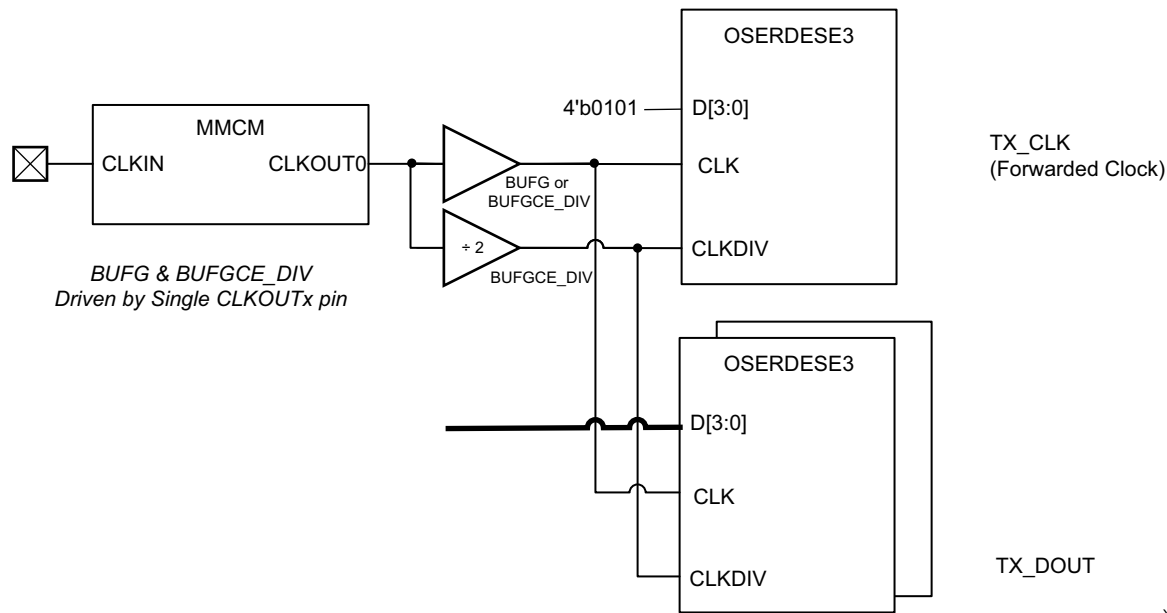 OSERDESE3
4'b0101
D[3:0]
MMCM
CLKIN
CLKOUT0
CLK
TX_CLK
(Forwarded Clock)
BUFG or
BUFGCE_DIV
÷ 2
CLKDIV
BUFGCE_DIV
BUFG & BUFGCE_DIV
Driven by Single CLKOUTx pin
OSERDESE3
D[3:0]
CLK
CLKDIV
TX_DOUT